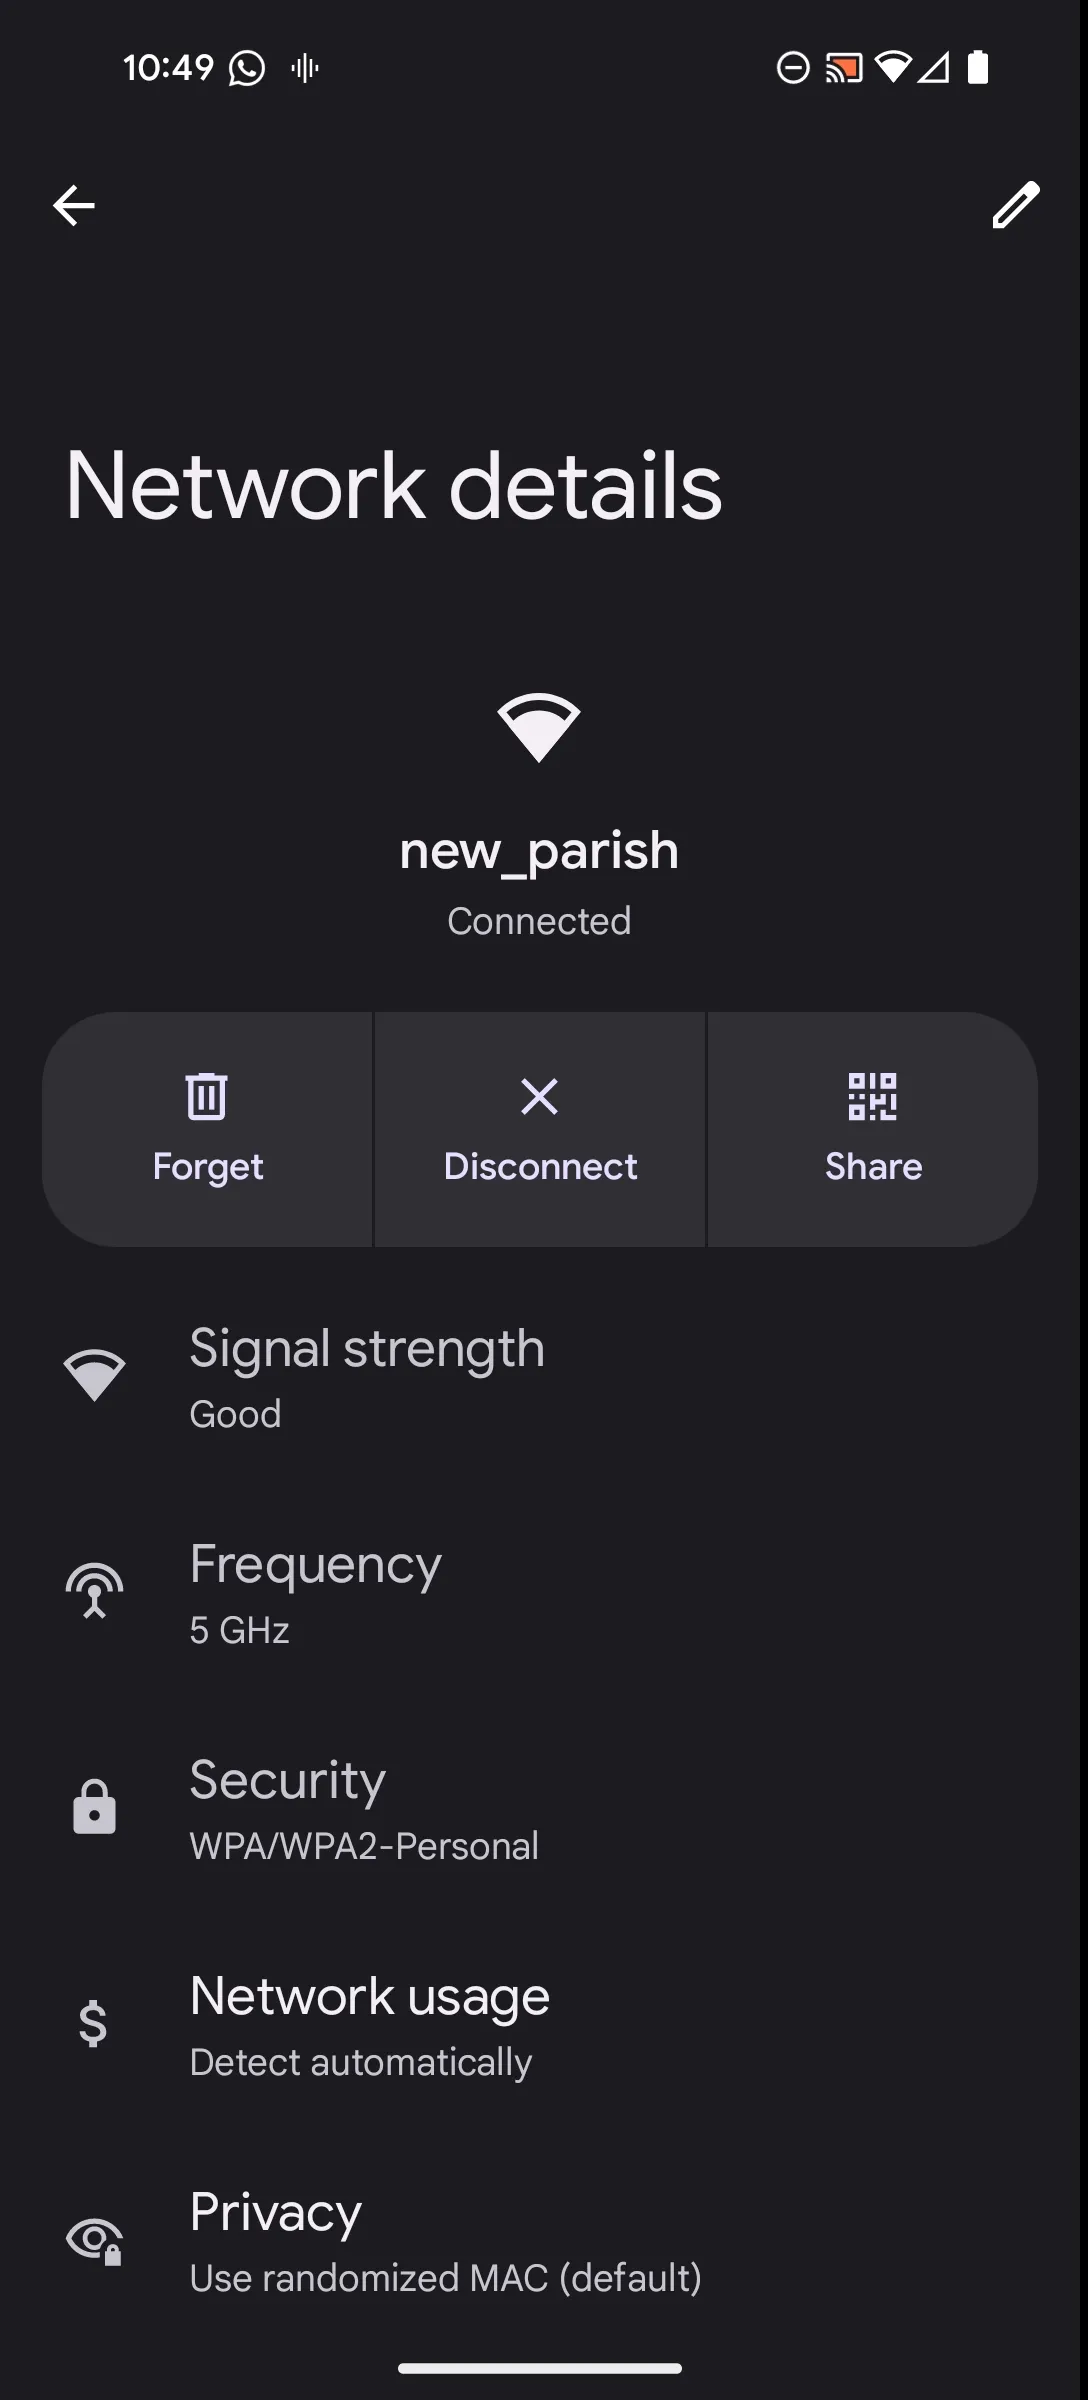 10:49
Network details
new_parish
Connected
Forget
Disconnect
Share
Signal strength
Good
Frequency
5 GHz
Security
WPA/WPA2-Personal
$
Network usage
Detect automatically
Privacy
Use randomized MAC (default)